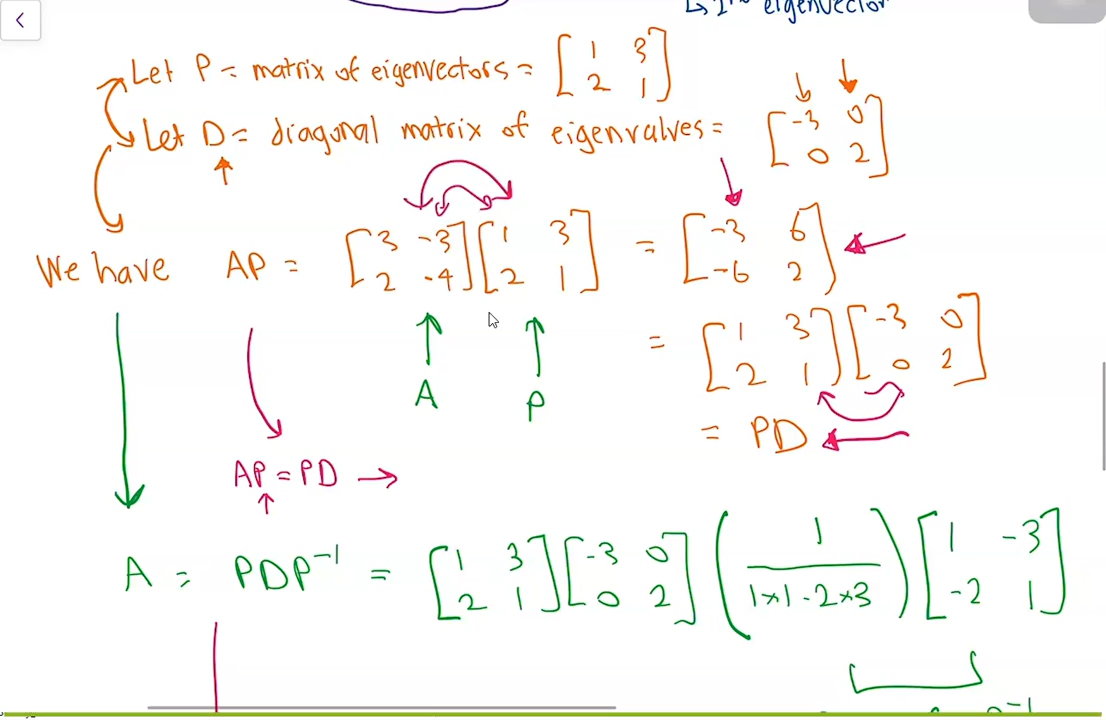 ↳ 2ⁿᵈ eigenvector
Let P = matrix of eigenvectors = [1 3; 2 1]
Let D = diagonal matrix of eigenvalves = [-3 0; 0 2]
We have AP = [3 -3; 2 -4][1 3; 2 1] = [-3 6; -6 2]
= [1 3; 2 1][-3 0; 0 2]
A P
= PD
AP = PD →
A = PDP⁻¹ = [1 3; 2 1][-3 0; 0 2](1/(1×1-2×3))[1 -3; -2 1]